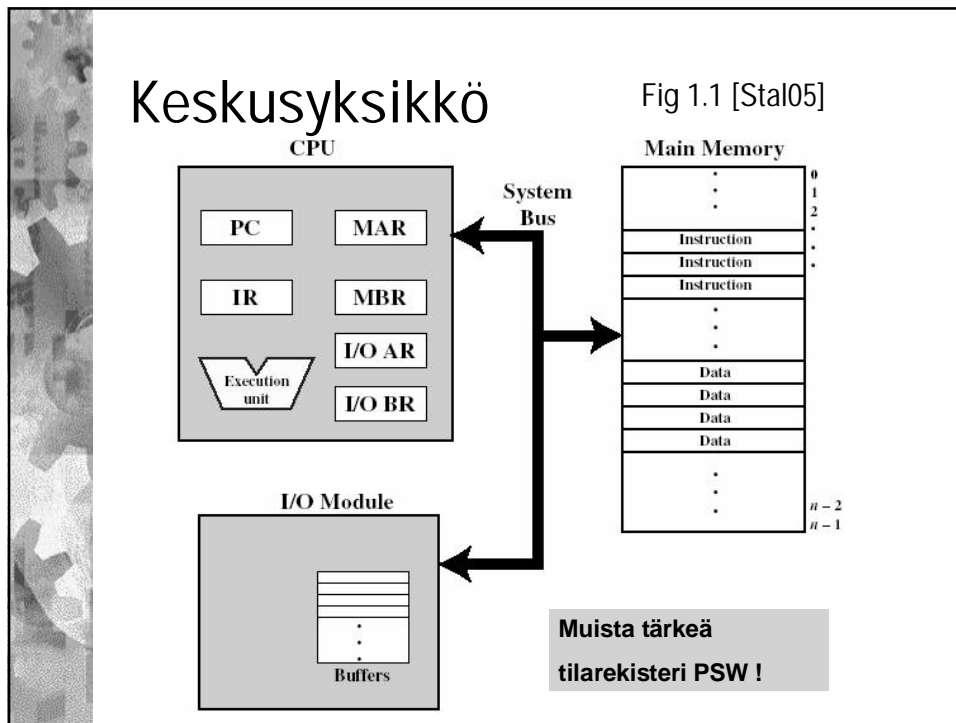 Keskusyksikkö
Fig 1.1 [Stal05]
CPU
Main Memory
System
Bus
PC
MAR
IR
MBR
I/O AR
Execution
unit
I/O BR
0
1
2
Instruction
Instruction
Instruction
Data
Data
Data
Data
n – 2
n – 1
I/O Module
Buffers
Muista tärkeä
tilarekisteri PSW !